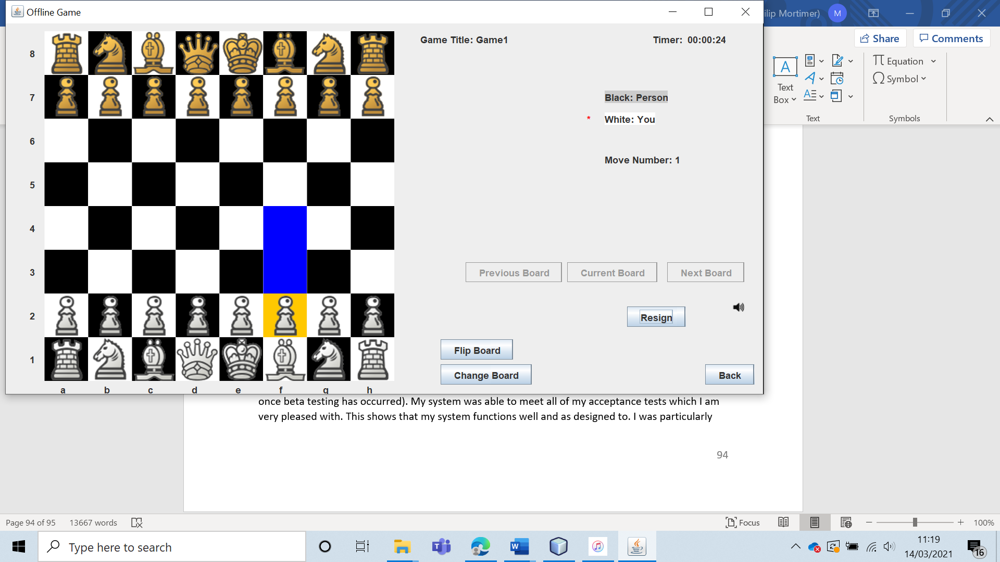 Offline Game
ilip Mortimer)
M
Share
Comments
8
7
6
5
4
3
2
1
a b c d e f g h
Game Title: Game1
Timer: 00:00:24
Black: Person
* White: You
Move Number: 1
Previous Board
Current Board
Next Board
Resign
Flip Board
Change Board
Back
A
Text
Box
Equation
Symbol
Text
Symbols
once beta testing has occurred). My system was able to meet all of my acceptance tests which I am
very pleased with. This shows that my system functions well and as designed to. I was particularly
94
Page 94 of 95
13667 words
Focus
100%
Type here to search
11:19
14/03/2021
16